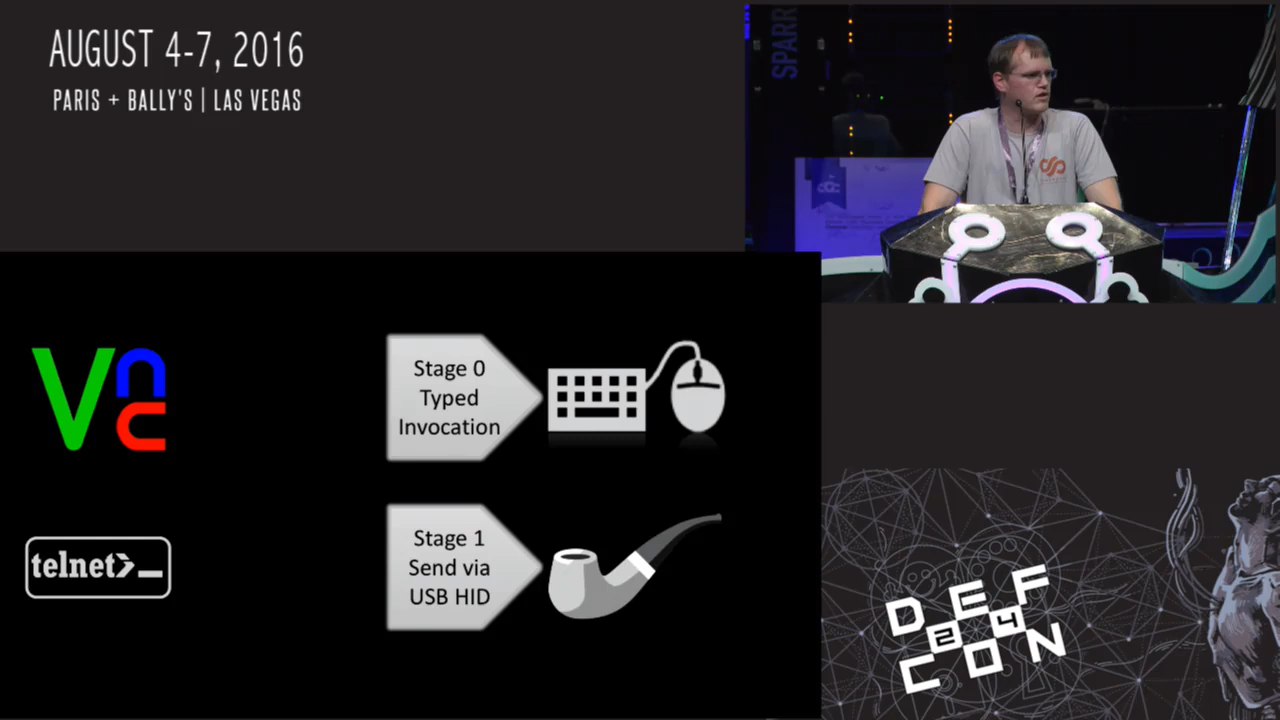 AUGUST 4-7, 2016
PARIS + BALLY'S | LAS VEGAS
SPARR
Vnc
Stage 0
Typed
Invocation
telnet>_
Stage 1
Send via
USB HID
DEF
24
CON